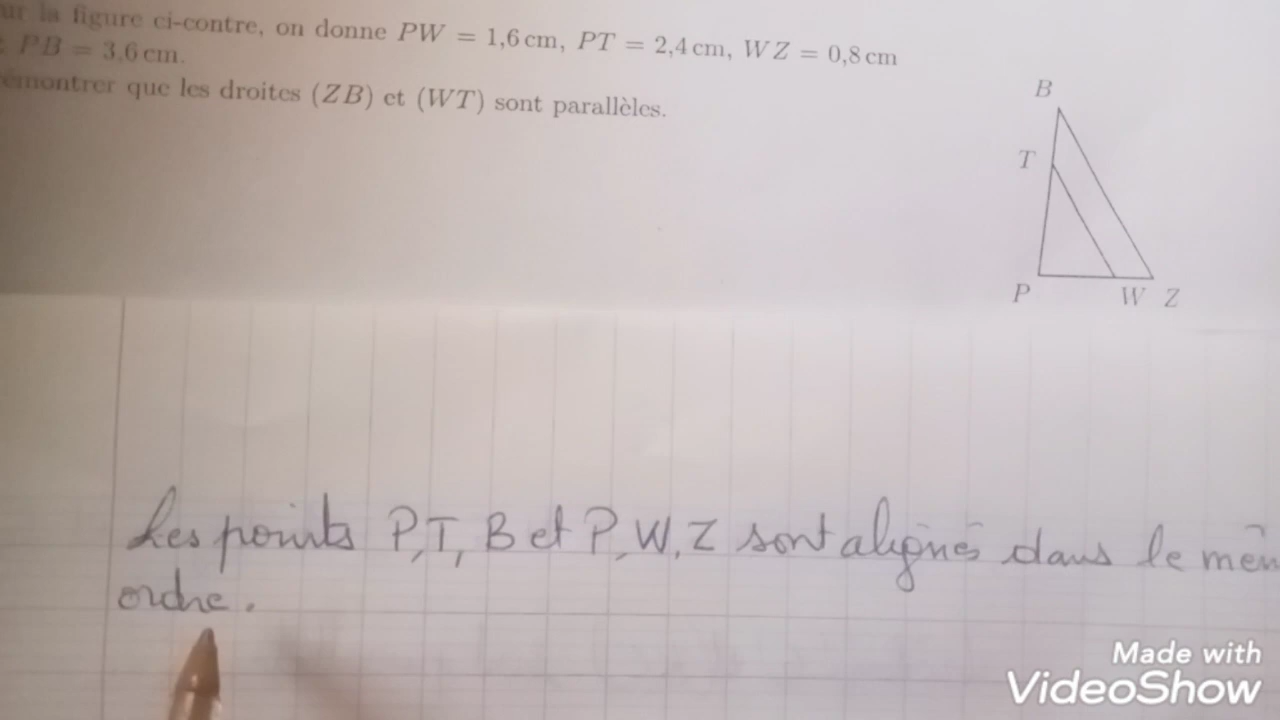 la figure ci-contre, on donne PW = 1,6 cm, PT = 2,4 cm, WZ = 0,8 cm
PB = 3,6 cm.
émontrer que les droites (ZB) et (WT) sont parallèles.
B
T
P W Z
Les points P, T, B et P, W, Z sont alignés dans le mêm
ordre.
Made with
VideoShow